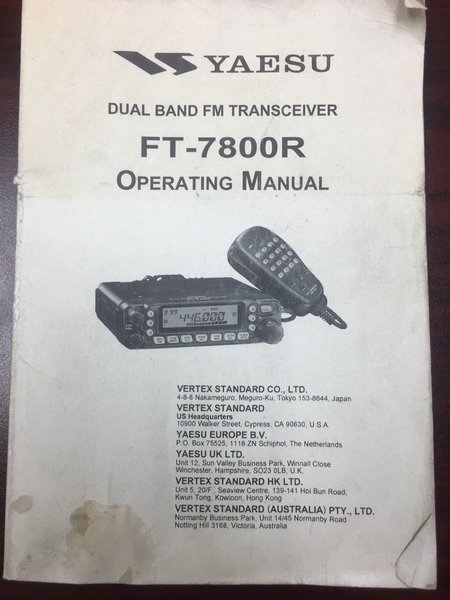 YAESU
DUAL BAND FM TRANSCEIVER
FT-7800R
OPERATING MANUAL
446.000
VERTEX STANDARD CO., LTD.
4-8-8 Nakameguro, Meguro-Ku, Tokyo 153-8644, Japan
VERTEX STANDARD
US Headquarters
10900 Walker Street, Cypress, CA 90630, U.S.A.
YAESU EUROPE B.V.
P.O. Box 75525, 1118 ZN Schiphol, The Netherlands
YAESU UK LTD.
Unit 12, Sun Valley Business Park, Winnall Close
Winchester, Hampshire, SO23 0LB, U.K.
VERTEX STANDARD HK LTD.
Unit 5, 20/F., Seaview Centre, 139-141 Hoi Bun Road,
Kwun Tong, Kowloon, Hong Kong
VERTEX STANDARD (AUSTRALIA) PTY., LTD.
Normanby Business Park, Unit 14/45 Normanby Road
Notting Hill 3168, Victoria, Australia